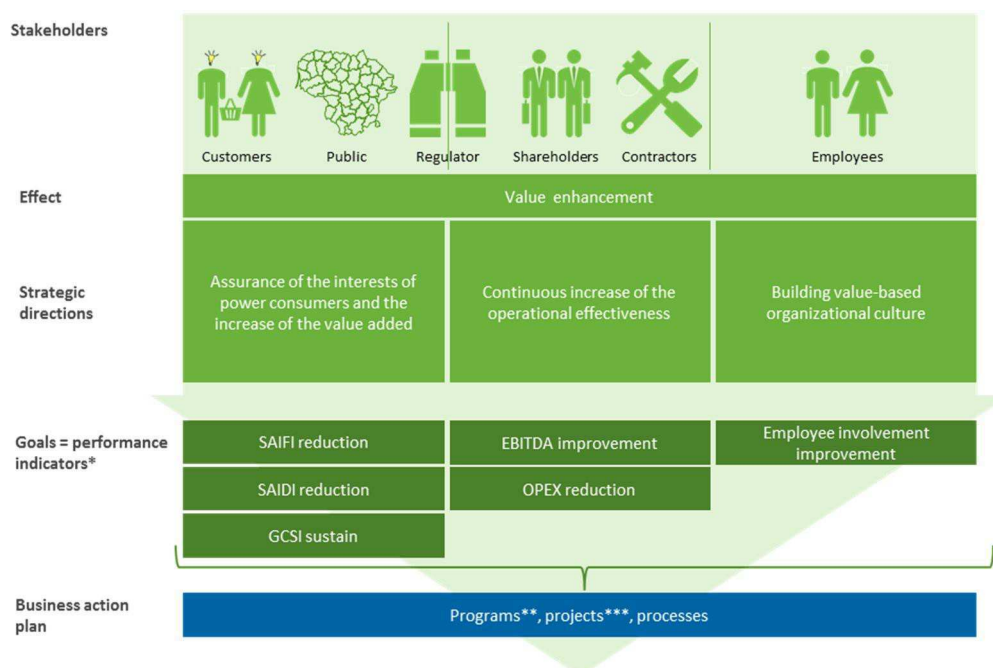 Stakeholders
Customers
Public
Regulator
Shareholders
Contractors
Employees
Effect
Value enhancement
Strategic
directions
Assurance of the interests of
power consumers and the
increase of the value added
Continuous increase of the
operational effectiveness
Building value-based
organizational culture
Goals = performance
indicators*
SAIFI reduction
SAIDI reduction
GCSI sustain
EBITDA improvement
OPEX reduction
Employee involvement
improvement
Business action
plan
Programs**, projects***, processes